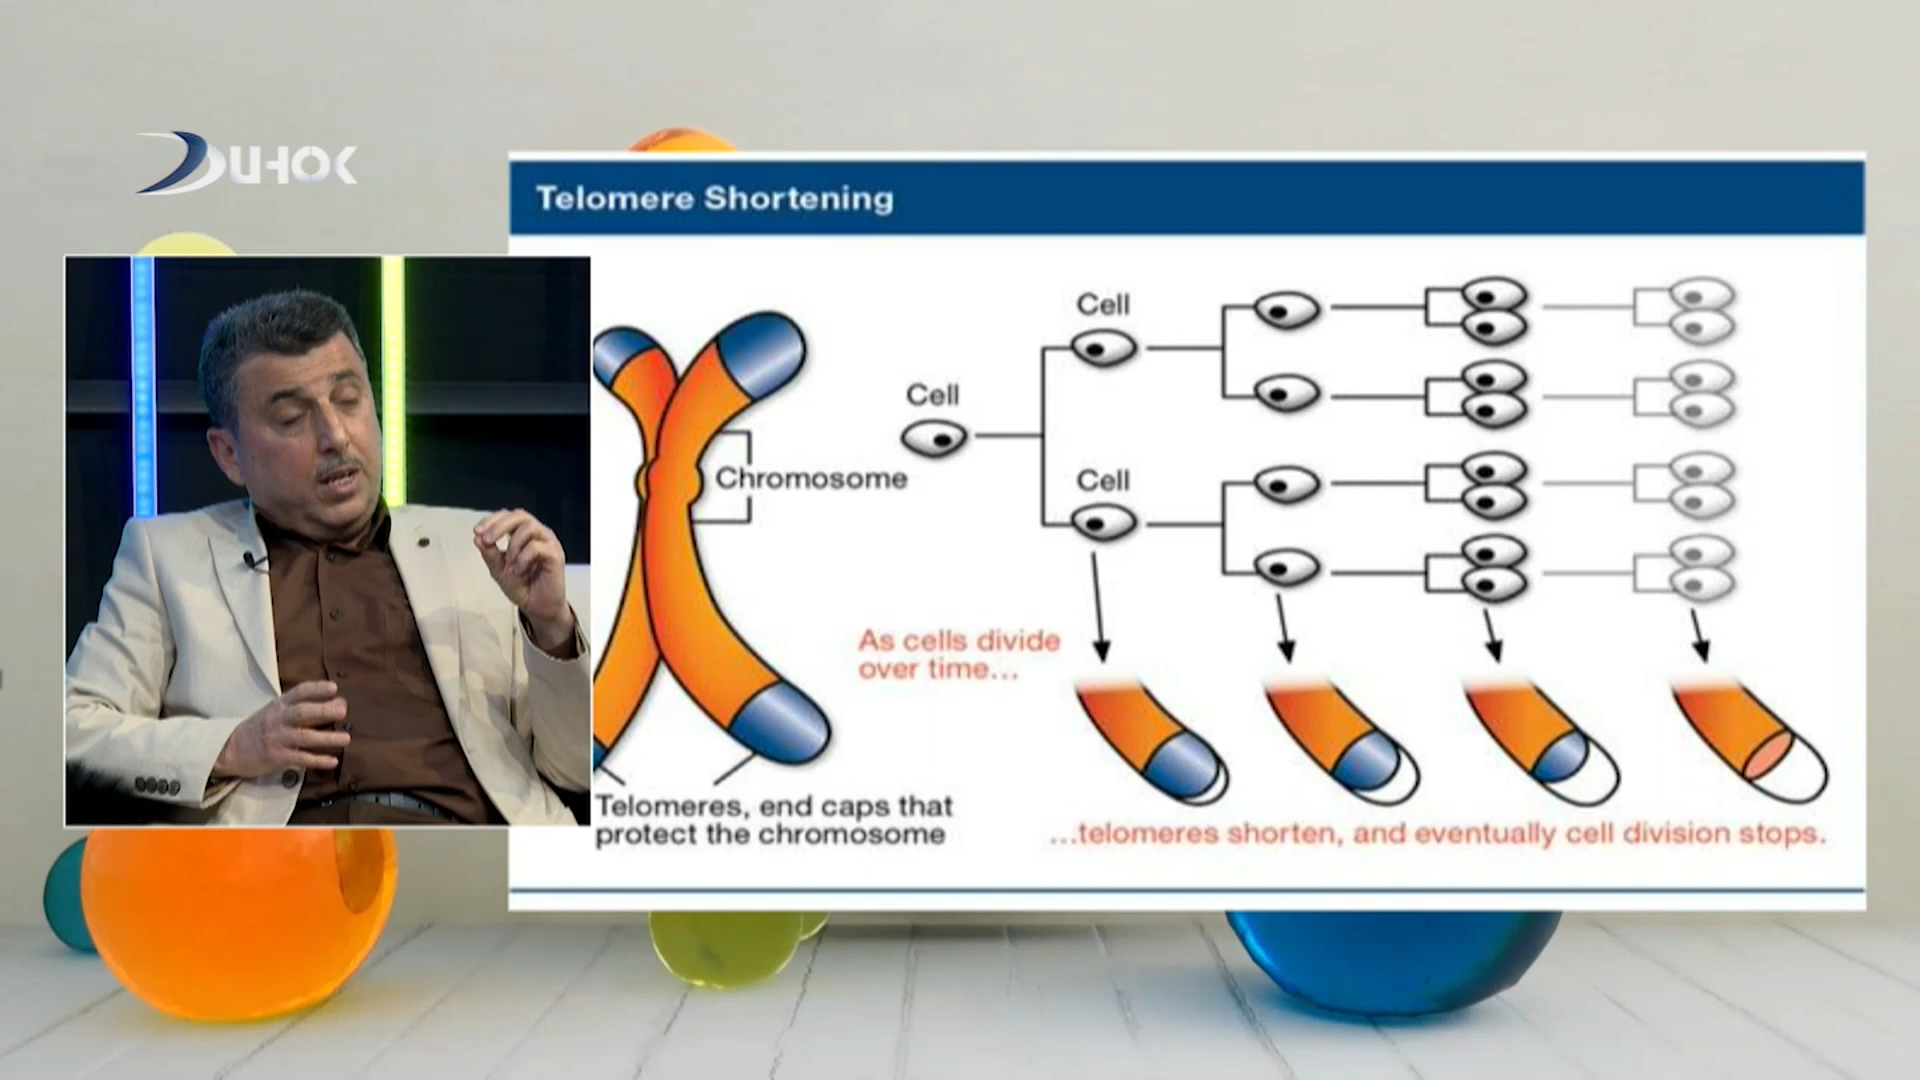 DUHOK
Telomere Shortening
Cell
Cell
Cell
Chromosome
As cells divide
over time...
Telomeres, end caps that
protect the chromosome
...telomeres shorten, and eventually cell division stops.